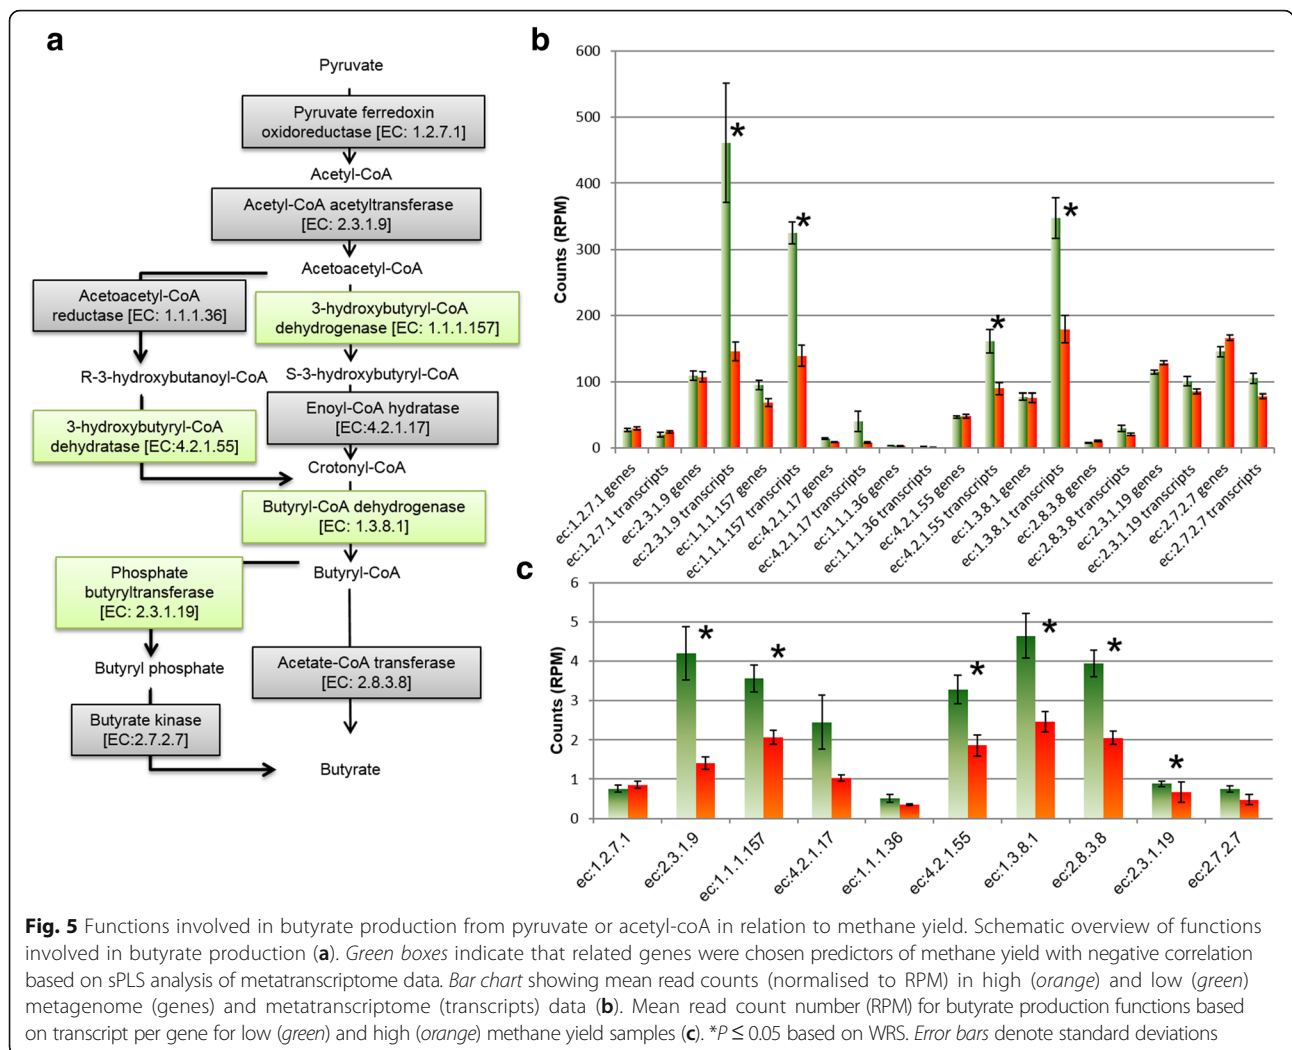 a
Pyruvate
Pyruvate ferredoxin
oxidoreductase [EC: 1.2.7.1]
Acetyl-CoA
Acetyl-CoA acetyltransferase
[EC: 2.3.1.9]
Acetoacetyl-CoA
Acetoacetyl-CoA
reductase [EC: 1.1.1.36]
3-hydroxybutyryl-CoA
dehydrogenase [EC: 1.1.1.157]
R-3-hydroxybutanoyl-CoA
S-3-hydroxybutyryl-CoA
Enoyl-CoA hydratase
[EC:4.2.1.17]
3-hydroxybutyryl-CoA
dehydratase [EC:4.2.1.55]
Crotonyl-CoA
Butyryl-CoA dehydrogenase
[EC: 1.3.8.1]
Butyryl-CoA
Phosphate
butyryltransferase
[EC: 2.3.1.19]
Butyryl phosphate
Acetate-CoA transferase
[EC: 2.8.3.8]
Butyrate kinase
[EC:2.7.2.7]
Butyrate
b
600
500
400
300
200
100
0
Counts (RPM)
*
*
*
*
ec:1.2.7.1 genes
ec:1.2.7.1 transcripts
ec:2.3.1.9 genes
ec:2.3.1.9 transcripts
ec:1.1.1.157 genes
ec:1.1.1.157 transcripts
ec:4.2.1.17 genes
ec:4.2.1.17 transcripts
ec:1.1.1.36 genes
ec:1.1.1.36 transcripts
ec:4.2.1.55 genes
ec:4.2.1.55 transcripts
ec:1.3.8.1 genes
ec:1.3.8.1 transcripts
ec:2.8.3.8 genes
ec:2.8.3.8 transcripts
ec:2.3.1.19 genes
ec:2.3.1.19 transcripts
ec:2.7.2.7 genes
ec:2.7.2.7 transcripts
c
6
5
4
3
2
1
0
Counts (RPM)
*
*
*
*
*
*
ec:1.2.7.1
ec:2.3.1.9
ec:1.1.1.157
ec:4.2.1.17
ec:1.1.1.36
ec:4.2.1.55
ec:1.3.8.1
ec:2.8.3.8
ec:2.3.1.19
ec:2.7.2.7
Fig. 5 Functions involved in butyrate production from pyruvate or acetyl-coA in relation to methane yield. Schematic overview of functions
involved in butyrate production (a). Green boxes indicate that related genes were chosen predictors of methane yield with negative correlation
based on sPLS analysis of metatranscriptome data. Bar chart showing mean read counts (normalised to RPM) in high (orange) and low (green)
metagenome (genes) and metatranscriptome (transcripts) data (b). Mean read count number (RPM) for butyrate production functions based
on transcript per gene for low (green) and high (orange) methane yield samples (c). *P ≤ 0.05 based on WRS. Error bars denote standard deviations